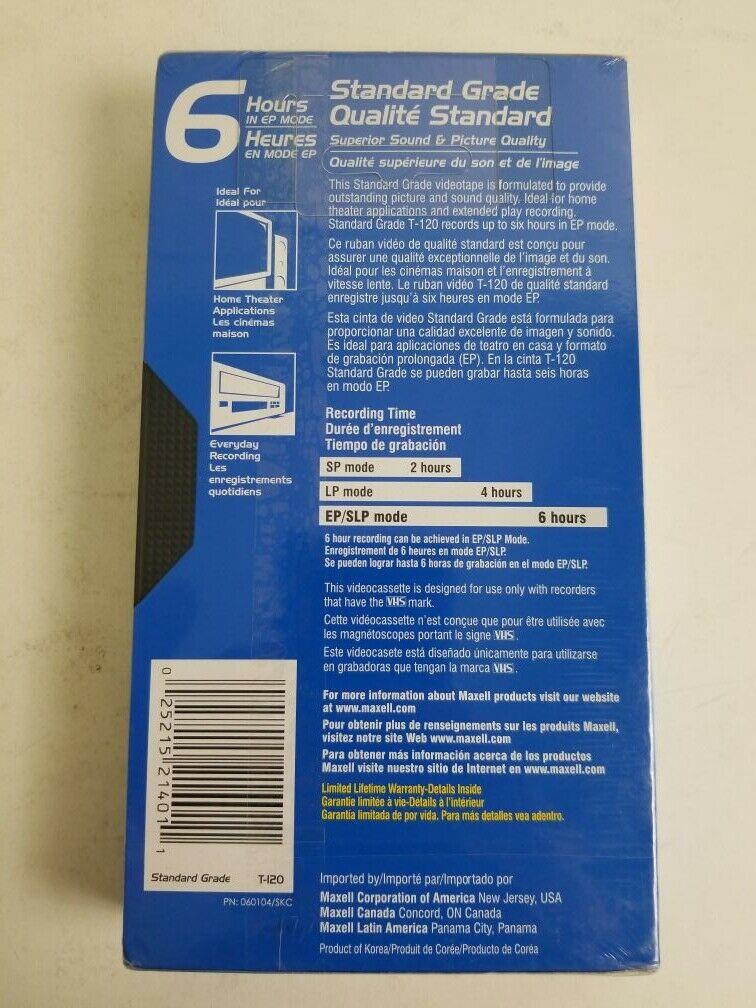 6
Hours
IN EP MODE
Heures
EN MODE EP
Standard Grade
Qualité Standard
Superior Sound & Picture Quality
Qualité supérieure du son et de l'image
Ideal For
Idéal pour
Home Theater
Applications
Les cinémas
maison
Everyday
Recording
Les
enregistrements
quotidiens
This Standard Grade videotape is formulated to provide
outstanding picture and sound quality. Ideal for home
theater applications and extended play recording.
Standard Grade T-120 records up to six hours in EP mode.
Ce ruban vidéo de qualité standard est conçu pour
assurer une qualité exceptionnelle de l'image et du son.
Idéal pour les cinémas maison et l'enregistrement à
vitesse lente. Le ruban vidéo T-120 de qualité standard
enregistre jusqu'à six heures en mode EP.
Esta cinta de video Standard Grade está formulada para
proporcionar una calidad excelente de imagen y sonido.
Es ideal para aplicaciones de teatro en casa y formato
de grabación prolongada (EP). En la cinta T-120
Standard Grade se pueden grabar hasta seis horas
en modo EP.
Recording Time
Durée d'enregistrement
Tiempo de grabación
SP mode 2 hours
LP mode 4 hours
EP/SLP mode 6 hours
6 hour recording can be achieved in EP/SLP Mode.
Enregistrement de 6 heures en mode EP/SLP.
Se pueden lograr hasta 6 horas de grabación en el modo EP/SLP.
This videocassette is designed for use only with recorders
that have the VHS mark.
Cette vidéocassette n'est conçue que pour être utilisée avec
les magnétoscopes portant le signe VHS.
Este videocasete está diseñado únicamente para utilizarse
en grabadoras que tengan la marca VHS.
For more information about Maxell products visit our website
at www.maxell.com
Pour obtenir plus de renseignements sur les produits Maxell,
visitez notre site Web www.maxell.com
Para obtener más información acerca de los productos
Maxell visite nuestro sitio de Internet en www.maxell.com
Limited Lifetime Warranty-Details Inside
Garantie limitée à vie-Détails à l'intérieur
Garantía limitada de por vida. Para más detalles vea adentro.
0 25215 21401 1
Standard Grade T-120
PN: 060104/SKC
Imported by/Importé par/Importado por
Maxell Corporation of America New Jersey, USA
Maxell Canada Concord, ON Canada
Maxell Latin America Panama City, Panama
Product of Korea/Produit de Corée/Producto de Corea